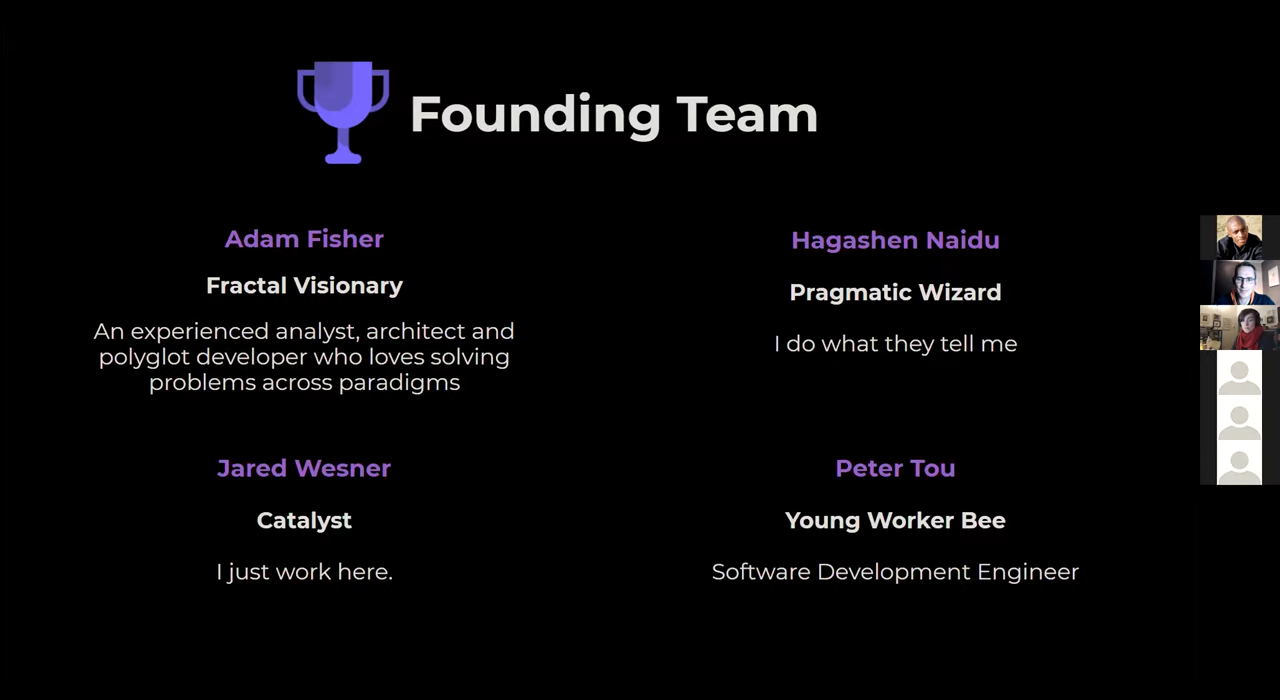 Founding Team
Adam Fisher
Fractal Visionary
An experienced analyst, architect and
polyglot developer who loves solving
problems across paradigms
Hagashen Naidu
Pragmatic Wizard
I do what they tell me
Jared Wesner
Catalyst
I just work here.
Peter Tou
Young Worker Bee
Software Development Engineer